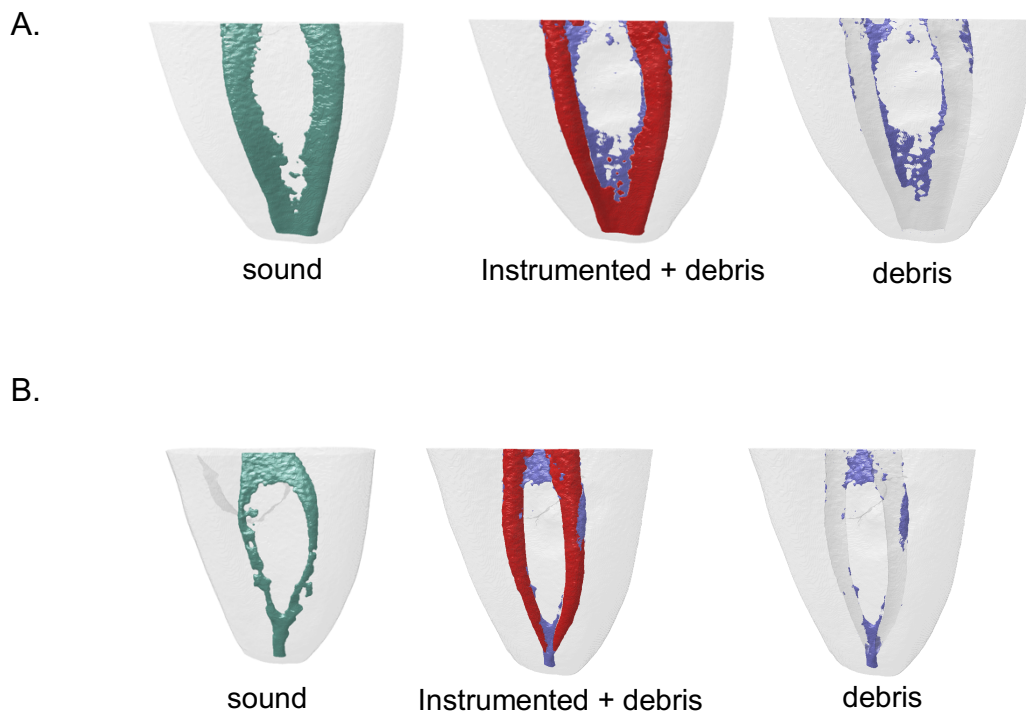 A.
sound
Instrumented + debris
debris
B.
sound
Instrumented + debris
debris